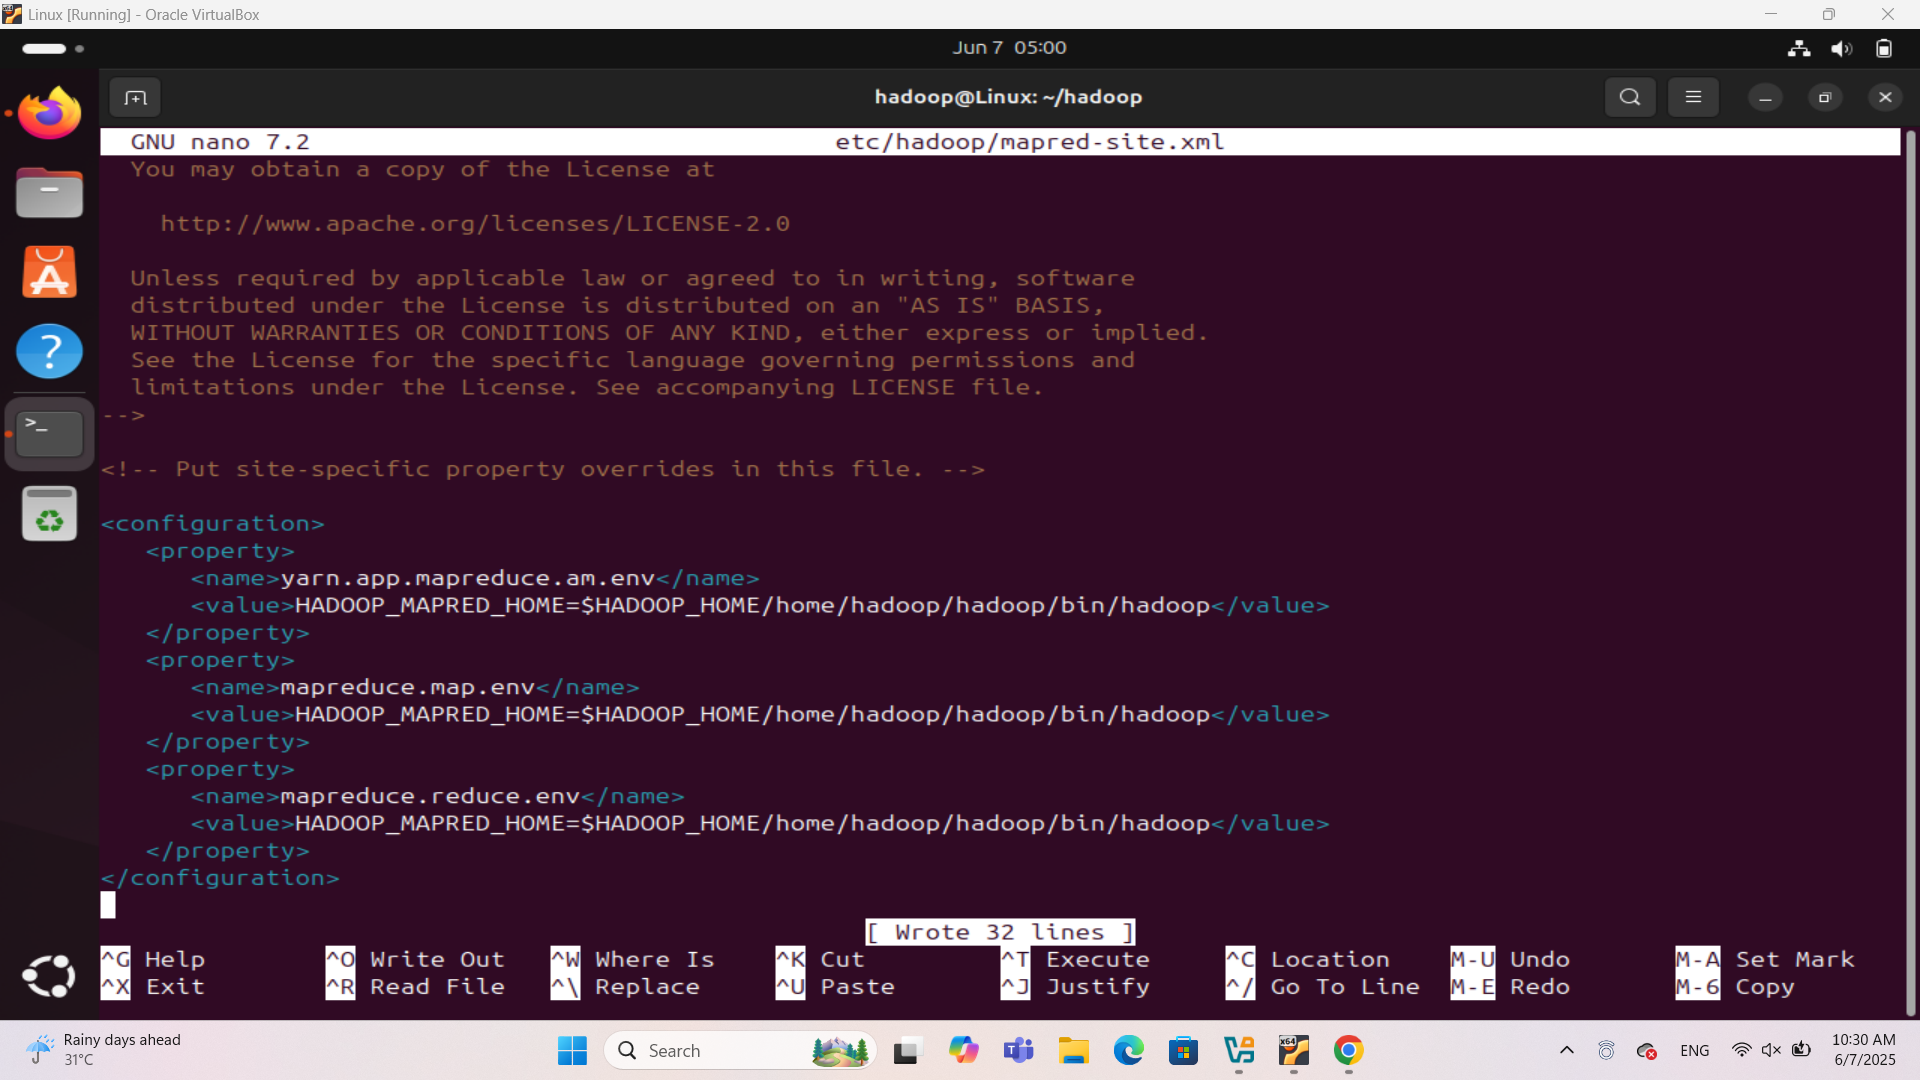 Linux [Running] - Oracle VirtualBox
Jun 7 05:00
hadoop@Linux: ~/hadoop
GNU nano 7.2 etc/hadoop/mapred-site.xml
You may obtain a copy of the License at
http://www.apache.org/licenses/LICENSE-2.0
Unless required by applicable law or agreed to in writing, software
distributed under the License is distributed on an "AS IS" BASIS,
WITHOUT WARRANTIES OR CONDITIONS OF ANY KIND, either express or implied.
See the License for the specific language governing permissions and
limitations under the License. See accompanying LICENSE file.
-->
<!-- Put site-specific property overrides in this file. -->
<configuration>
<property>
<name>yarn.app.mapreduce.am.env</name>
<value>HADOOP_MAPRED_HOME=$HADOOP_HOME/home/hadoop/hadoop/bin/hadoop</value>
</property>
<property>
<name>mapreduce.map.env</name>
<value>HADOOP_MAPRED_HOME=$HADOOP_HOME/home/hadoop/hadoop/bin/hadoop</value>
</property>
<property>
<name>mapreduce.reduce.env</name>
<value>HADOOP_MAPRED_HOME=$HADOOP_HOME/home/hadoop/hadoop/bin/hadoop</value>
</property>
</configuration>
[ Wrote 32 lines ]
^G Help ^O Write Out ^W Where Is ^K Cut ^T Execute ^C Location M-U Undo M-A Set Mark
^X Exit ^R Read File ^\ Replace ^U Paste ^J Justify ^/ Go To Line M-E Redo M-6 Copy
Rainy days ahead
31°C
Search
ENG
10:30 AM
6/7/2025